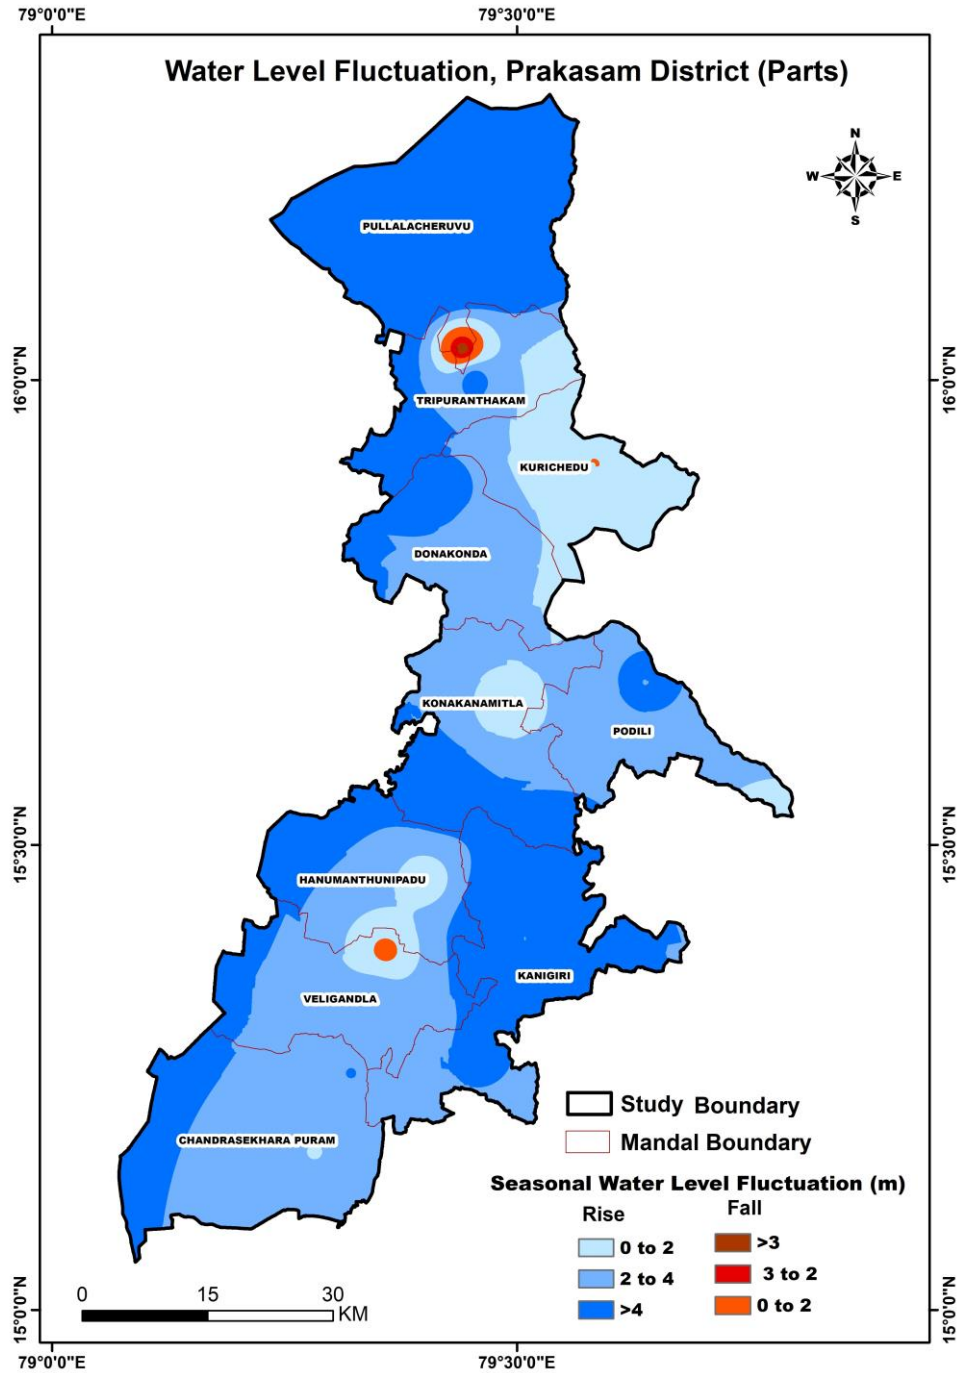 79°0'0"E
79°30'0"E
Water Level Fluctuation, Prakasam District (Parts)
N
W
E
S
PULLALACHERUVU
16°0'0"N
16°0'0"N
TRIPURANTHAKAM
KURICHEDU
DONAKONDA
KONAKANAMITLA
PODILI
15°30'0"N
15°30'0"N
HANUMANTHUNIPADU
KANIGIRI
VELIGANDLA
CHANDRASEKHARA PURAM
Study Boundary
Mandal Boundary
Seasonal Water Level Fluctuation (m)
Rise
Fall
0 to 2
>3
2 to 4
3 to 2
>4
0 to 2
0
15
30
KM
15°0'0"N
15°0'0"N
79°0'0"E
79°30'0"E